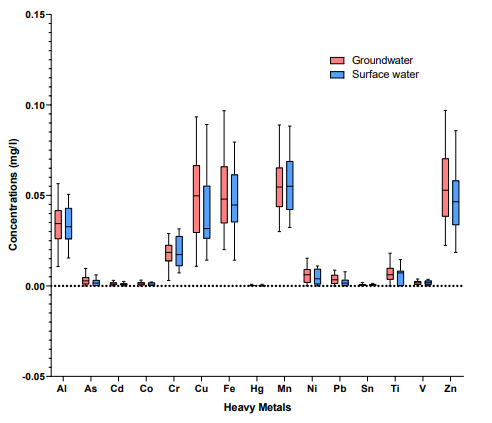 0.15
Groundwater
Surface water
0.10
Concentrations (mg/l)
0.05
0.00
-0.05
Al As Cd Co Cr Cu Fe Hg Mn Ni Pb Sn Ti V Zn
Heavy Metals